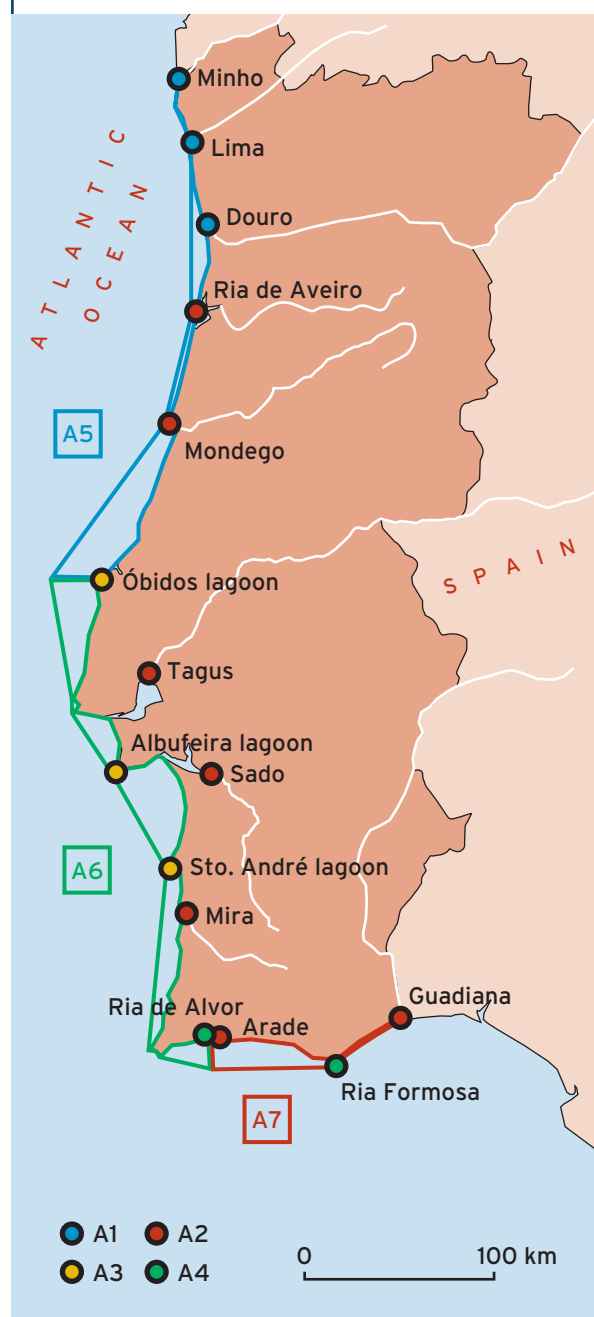 Minho
Lima
Douro
Ria de Aveiro
ATLANTIC
OCEAN
A5
Mondego
SPAIN
Óbidos lagoon
Tagus
Albufeira lagoon
Sado
A6
Sto. André lagoon
Mira
Guadiana
Ria de Alvor
Arade
Ria Formosa
A7
A1 A2
A3 A4
0 100 km